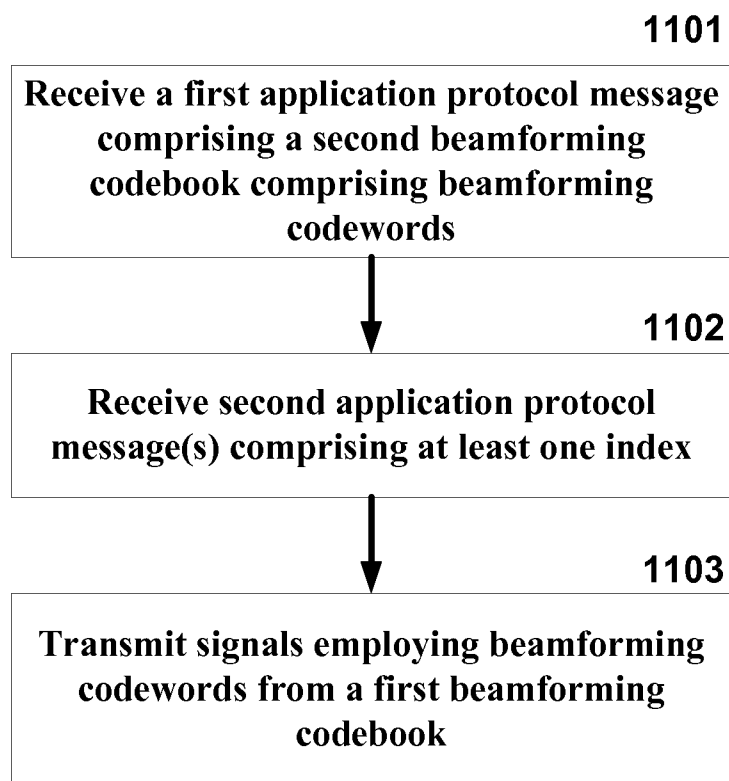 1101
Receive a first application protocol message
comprising a second beamforming
codebook comprising beamforming
codewords
1102
Receive second application protocol
message(s) comprising at least one index
1103
Transmit signals employing beamforming
codewords from a first beamforming
codebook